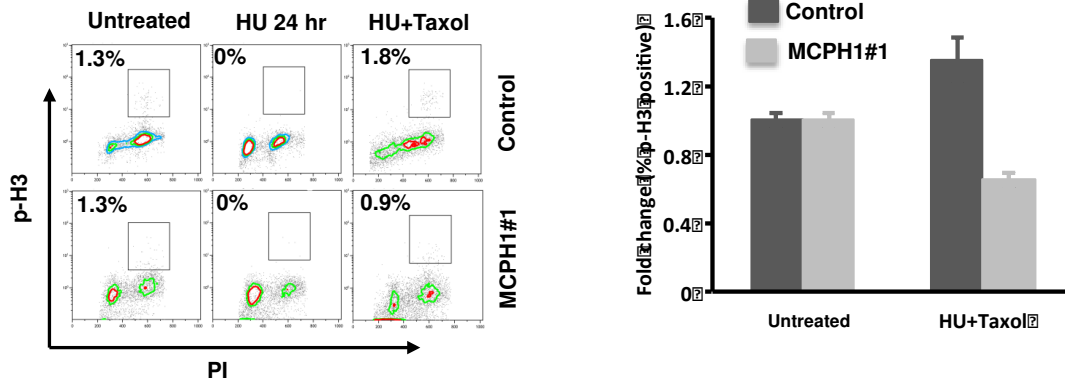 Untreated HU 24 hr HU+Taxol
1.3% 0% 1.8%
Control
1.3% 0% 0.9%
MCPH1#1
p-H3
PI
Control
MCPH1#1
Fold change (% p-H3 positive)
1.6
1.2
0.8
0.4
0
Untreated HU+Taxol